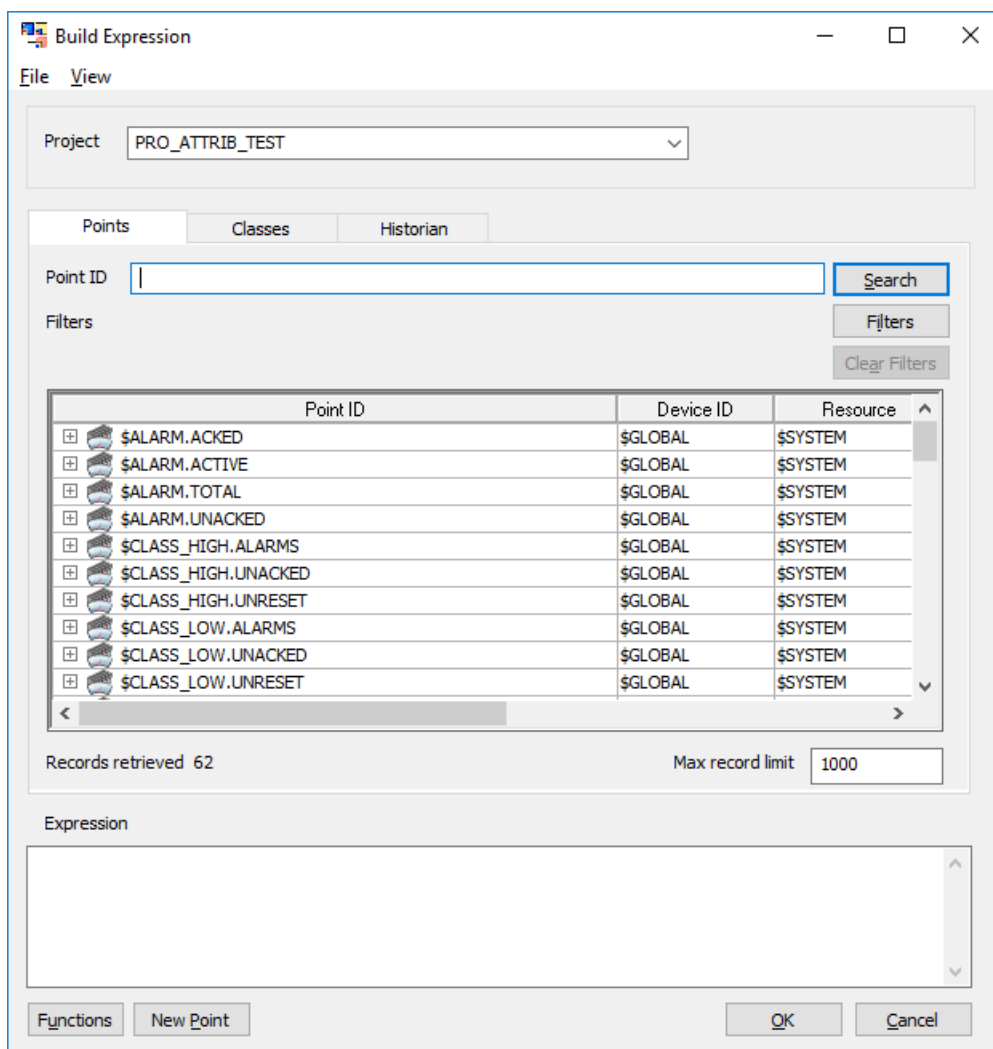 Build Expression
File View
Project PRO_ATTRIB_TEST
Points Classes Historian
Point ID Search
Filters Filters
Clear Filters
Point ID Device ID Resource
$ALARM.ACKED $GLOBAL $SYSTEM
$ALARM.ACTIVE $GLOBAL $SYSTEM
$ALARM.TOTAL $GLOBAL $SYSTEM
$ALARM.UNACKED $GLOBAL $SYSTEM
$CLASS_HIGH.ALARMS $GLOBAL $SYSTEM
$CLASS_HIGH.UNACKED $GLOBAL $SYSTEM
$CLASS_HIGH.UNRESET $GLOBAL $SYSTEM
$CLASS_LOW.ALARMS $GLOBAL $SYSTEM
$CLASS_LOW.UNACKED $GLOBAL $SYSTEM
$CLASS_LOW.UNRESET $GLOBAL $SYSTEM
Records retrieved 62 Max record limit 1000
Expression
Functions New Point OK Cancel